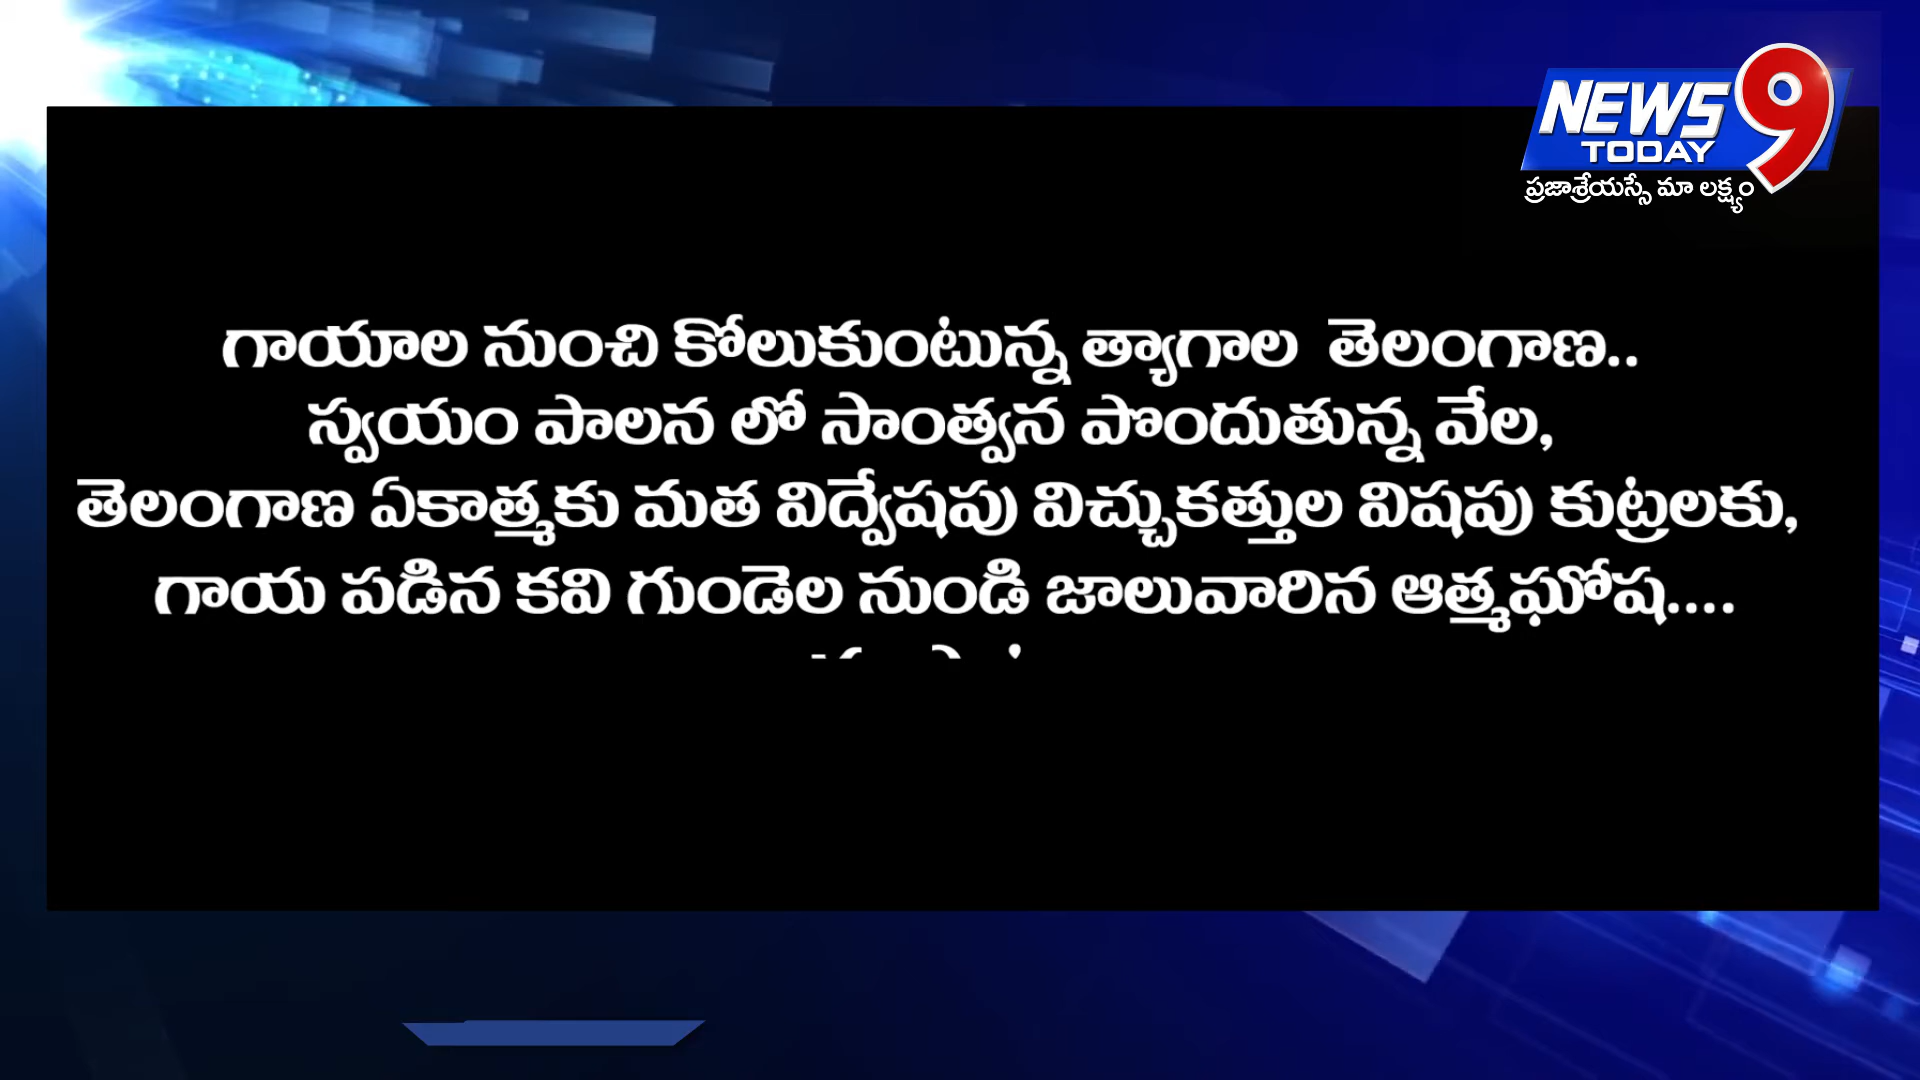 NEWS 9
TODAY
ప్రజాశ్రేయస్సే మా లక్ష్యం
గాయాల నుంచి కోలుకుంటున్న త్యాగాల తెలంగాణ..
స్వయం పాలన లో సాంత్వన పొందుతున్న వేల,
తెలంగాణ ఏకాత్మకు మత విద్వేషపు విచ్చుకత్తుల విషపు కుట్రలకు,
గాయ పడిన కవి గుండెల నుండి జాలువారిన ఆత్మఘోష....